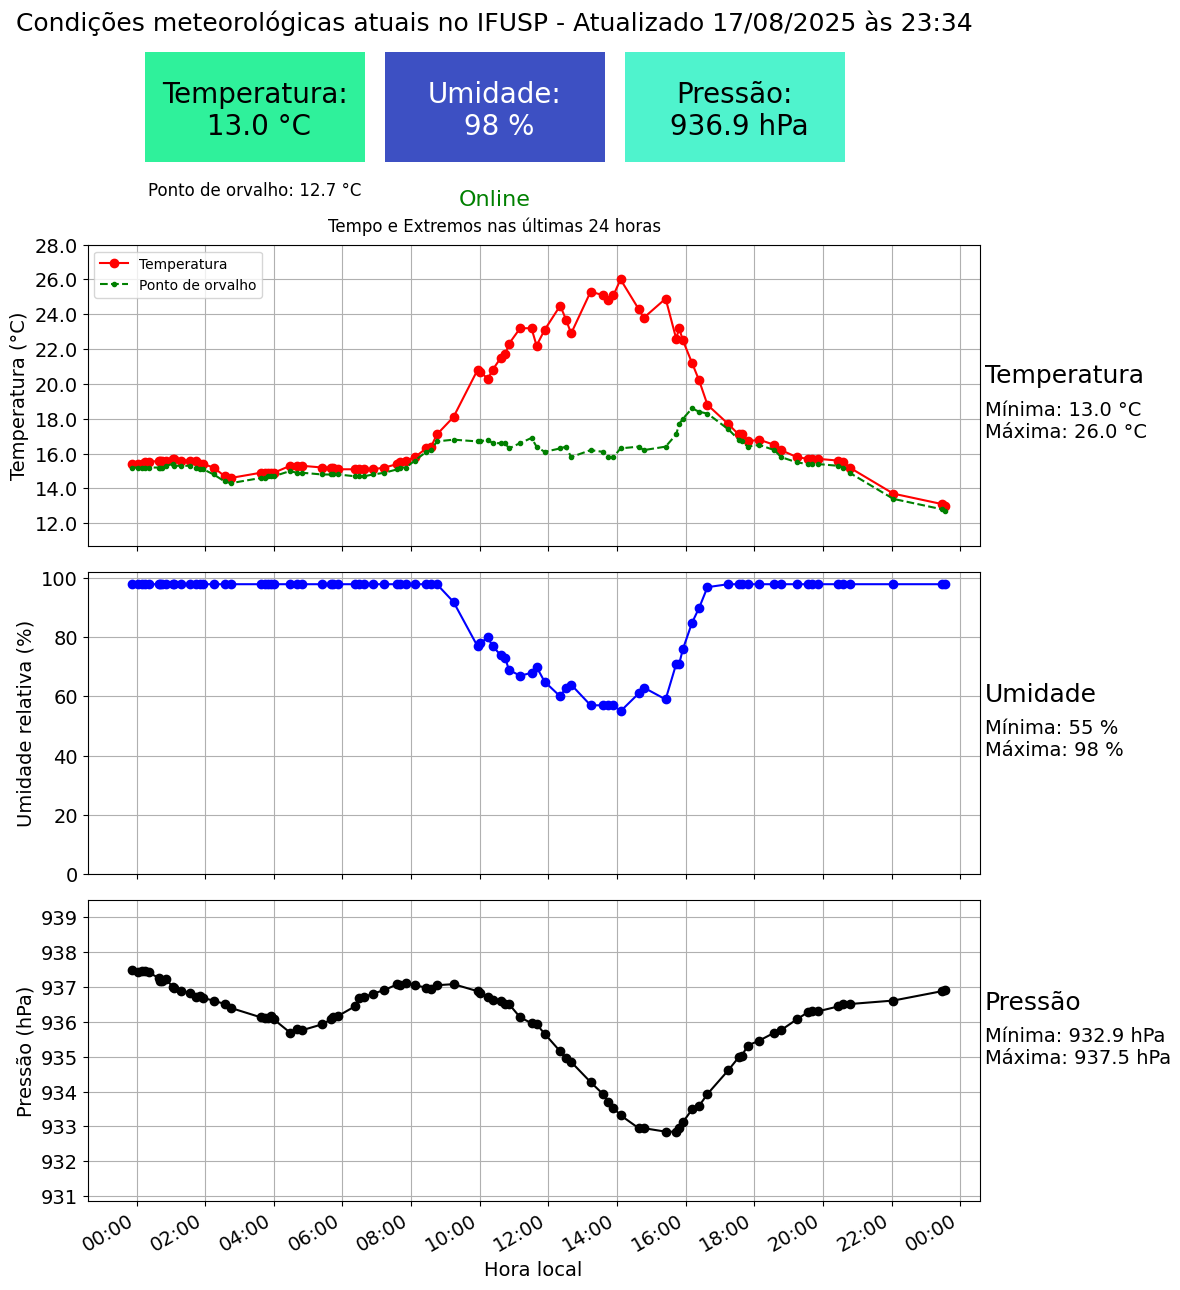 Condições meteorológicas atuais no IFUSP - Atualizado 17/08/2025 às 23:34
Temperatura:
13.0 °C
Umidade:
98 %
Pressão:
936.9 hPa
Ponto de orvalho: 12.7 °C
Online
Tempo e Extremos nas últimas 24 horas
Temperatura (°C)
28.0
26.0
24.0
22.0
20.0
18.0
16.0
14.0
12.0
Temperatura
Ponto de orvalho
Temperatura
Mínima: 13.0 °C
Máxima: 26.0 °C
Umidade relativa (%)
100
80
60
40
20
0
Umidade
Mínima: 55 %
Máxima: 98 %
Pressão (hPa)
939
938
937
936
935
934
933
932
931
Pressão
Mínima: 932.9 hPa
Máxima: 937.5 hPa
00:00 02:00 04:00 06:00 08:00 10:00 12:00 14:00 16:00 18:00 20:00 22:00 00:00
Hora local